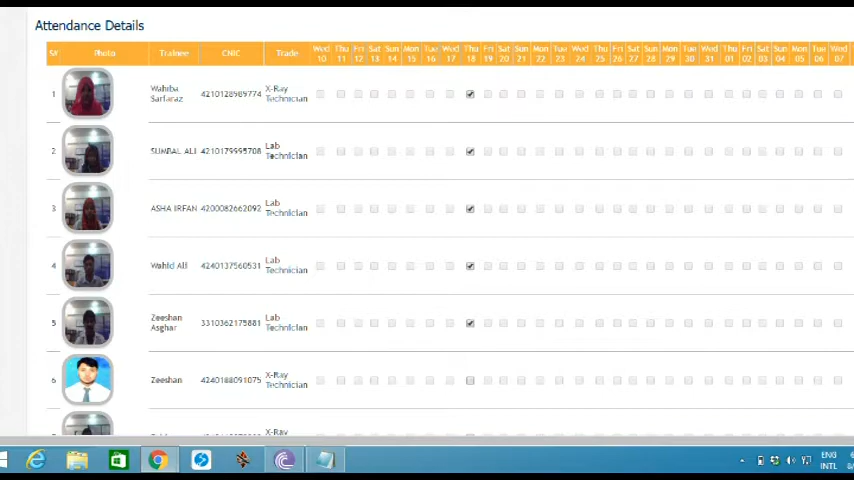 Attendance Details
S# Photo Trainee CNIC Trade Wed 10 Thu 11 Fri 12 Sat 13 Sun 14 Mon 15 Tue 16 Wed 17 Thu 18 Fri 19 Sat 20 Sun 21 Mon 22 Tue 23 Wed 24 Thu 25 Fri 26 Sat 27 Sun 28 Mon 29 Tue 30 Wed 31 Thu 01 Fri 02 Sat 03 Sun 04 Mon 05 Tue 06 Wed 07
1 Wahiba Sarfaraz 4210128989774 X-Ray Technician
2 SUMBAL ALI 4210179995708 Lab Technician
3 ASHA IRFAN 4200082662092 Lab Technician
4 Wahid Ali 4240137560531 Lab Technician
5 Zeeshan Asghar 3310362175881 Lab Technician
6 Zeeshan 4240188091075 X-Ray Technician
X-Ray
ENG
INTL